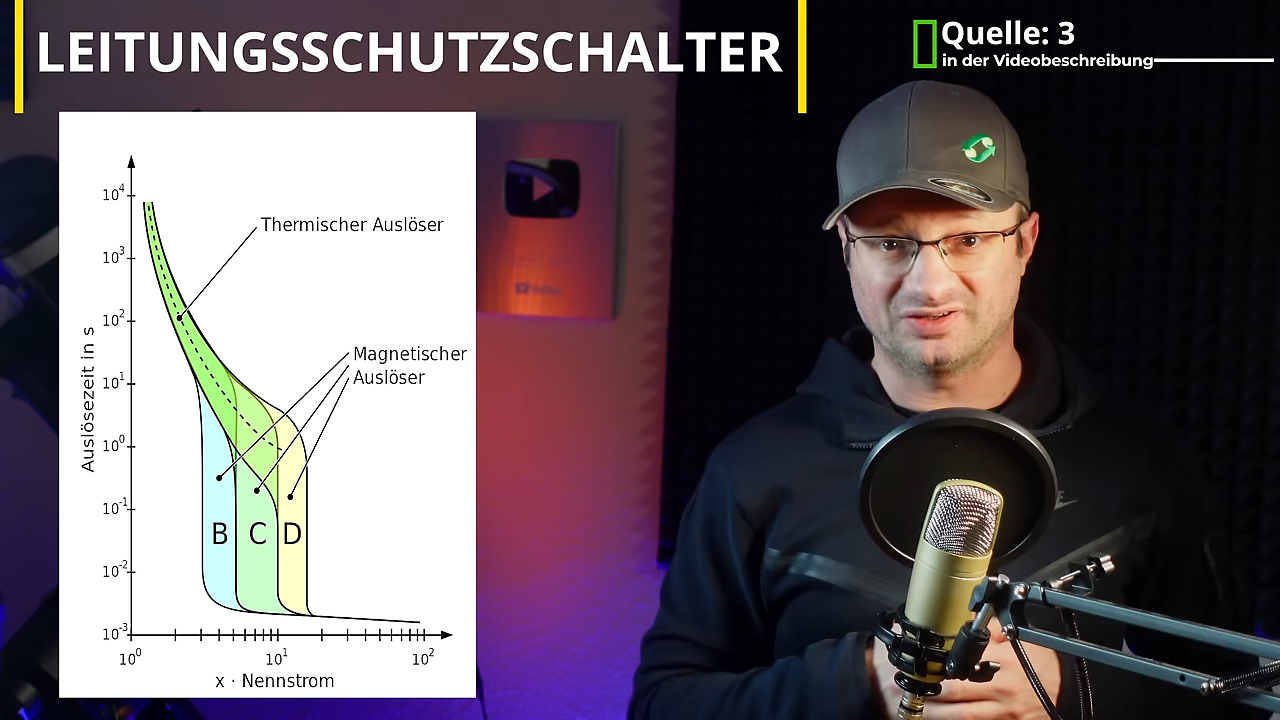 LEITUNGSSCHUTZSCHALTER
Quelle: 3
in der Videobeschreibung
10⁴
10³
10²
10¹
10⁰
10⁻¹
10⁻²
10⁻³
Auslösezeit in s
Thermischer Auslöser
Magnetischer
Auslöser
B C D
10⁰ 10¹ 10²
x · Nennstrom
YouTube